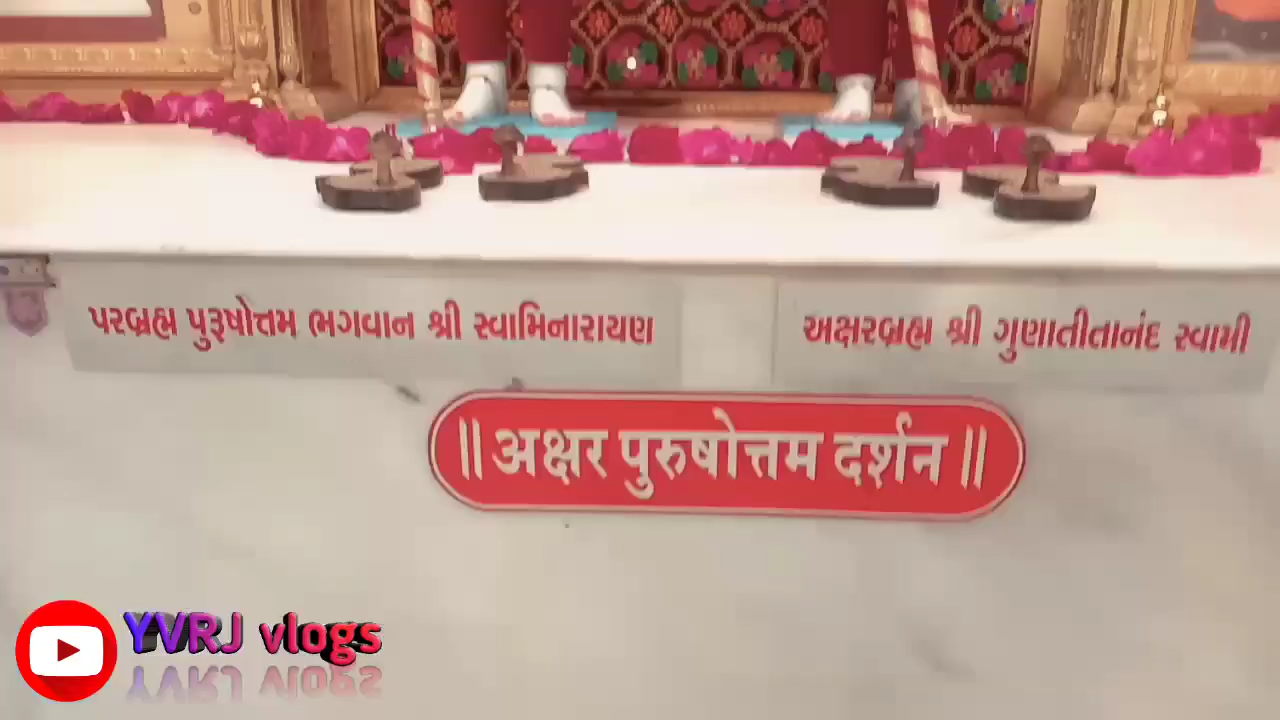 પરબ્રહ્મ પુરૂષોત્તમ ભગવાન શ્રી સ્વામિનારાયણ
અક્ષરબ્રહ્મ શ્રી ગુણાતીતાનંદ સ્વામી
॥ अक्षर पुरुषोत्तम दर्शन ॥
YVRJ vlogs